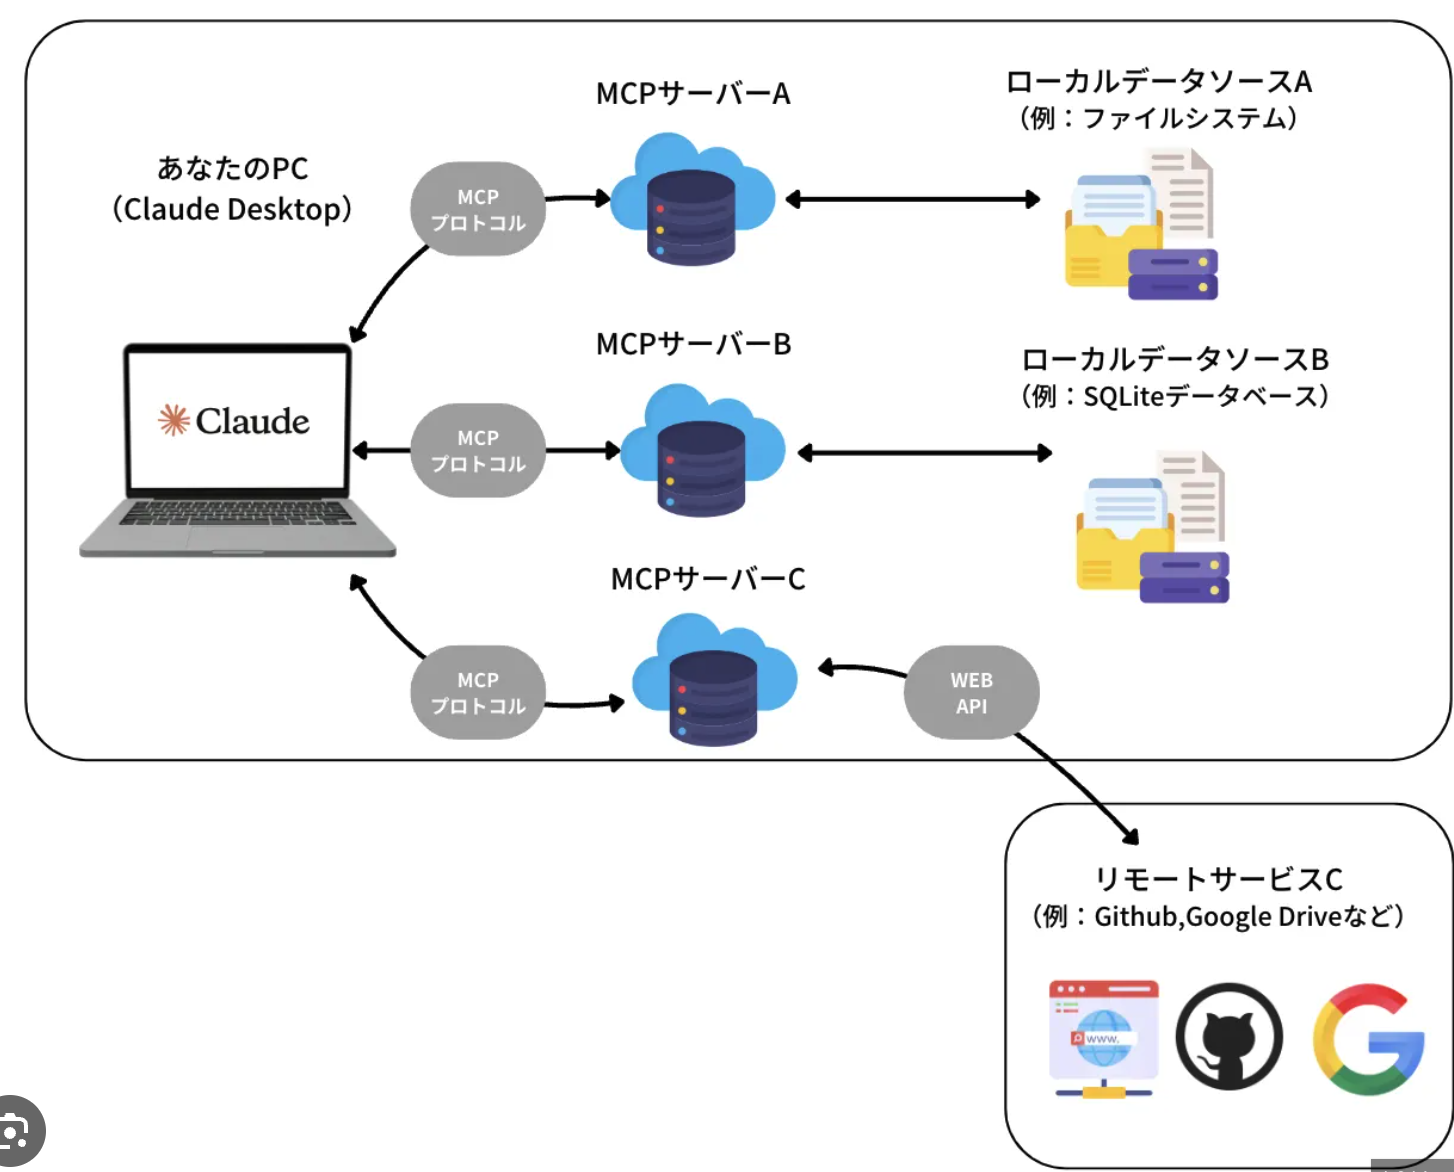 MCPサーバーA
ローカルデータソースA
（例：ファイルシステム）
あなたのPC
（Claude Desktop）
MCP
プロトコル
MCPサーバーB
ローカルデータソースB
（例：SQLiteデータベース）
Claude
MCP
プロトコル
MCPサーバーC
MCP
プロトコル
WEB
API
リモートサービスC
（例：Github,Google Driveなど）
www.